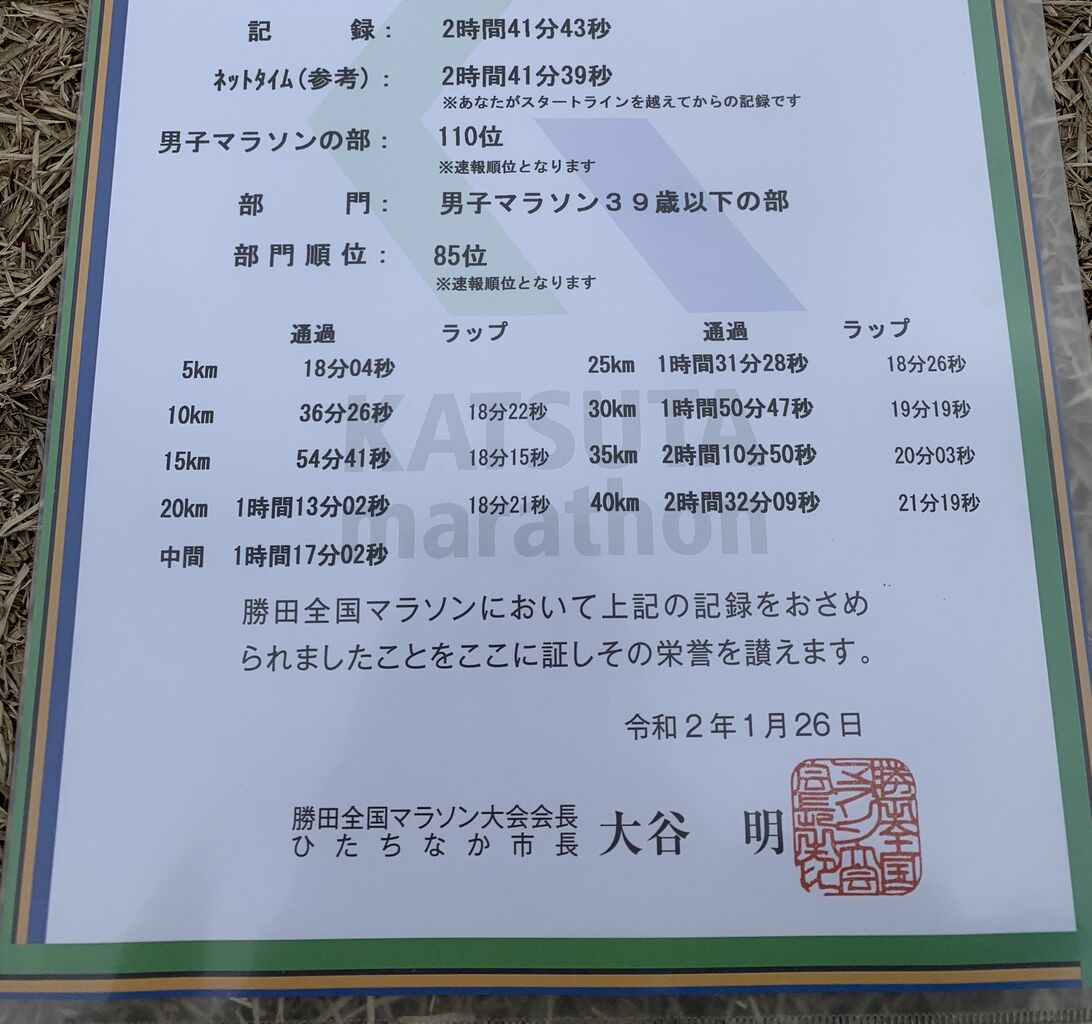 記　録： 2時間41分43秒
ネットタイム(参考)： 2時間41分39秒
※あなたがスタートラインを越えてからの記録です
男子マラソンの部： 110位
※速報順位となります
部　門： 男子マラソン３９歳以下の部
部門順位： 85位
※速報順位となります
通過 ラップ 通過 ラップ
5km 18分04秒 25km 1時間31分28秒 18分26秒
10km 36分26秒 18分22秒 30km 1時間50分47秒 19分19秒
15km 54分41秒 18分15秒 35km 2時間10分50秒 20分03秒
20km 1時間13分02秒 18分21秒 40km 2時間32分09秒 21分19秒
中間 1時間17分02秒
KATSUTA
marathon
勝田全国マラソンにおいて上記の記録をおさめ
られましたことをここに証しその栄誉を讃えます。
令和２年１月26日
勝田全国マラソン大会会長
ひたちなか市長 大谷　明